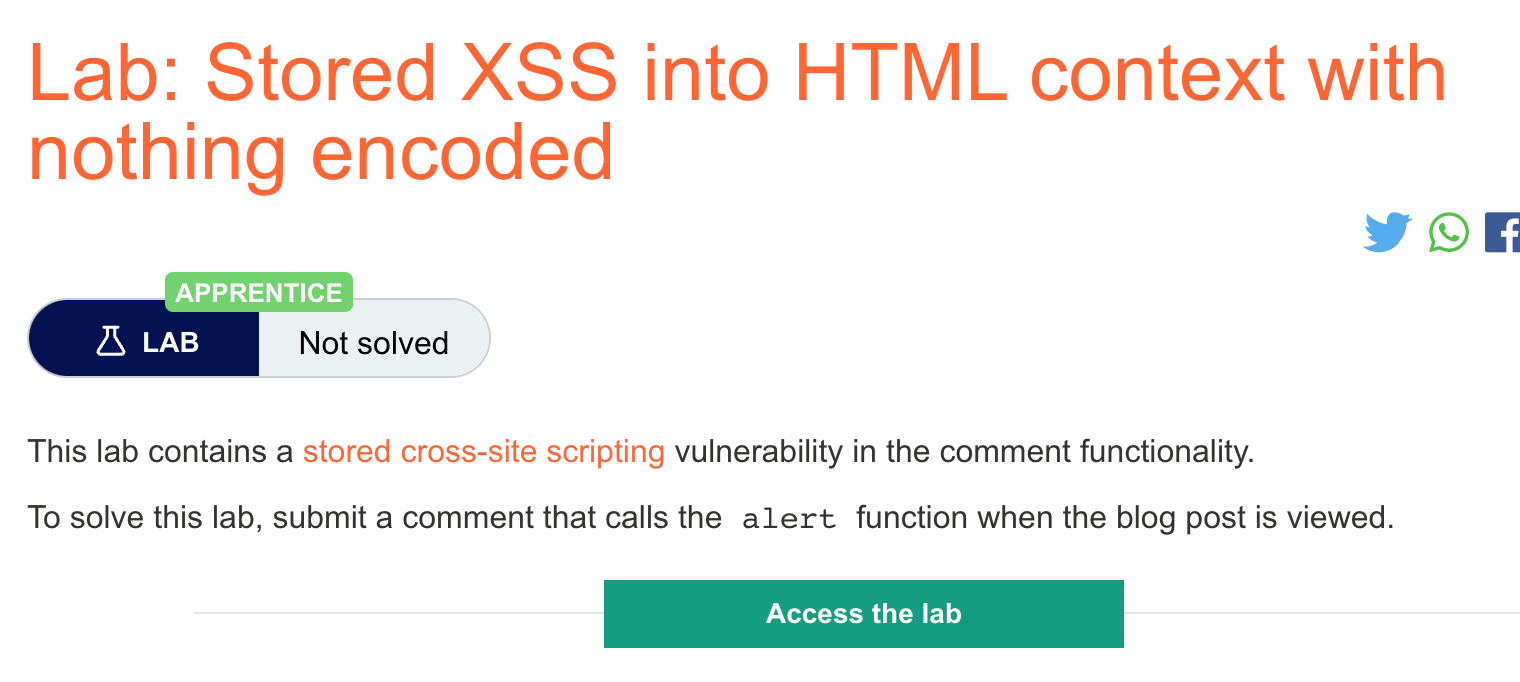 Lab: Stored XSS into HTML context with
nothing encoded
APPRENTICE
LAB
Not solved
This lab contains a stored cross-site scripting vulnerability in the comment functionality.
To solve this lab, submit a comment that calls the alert function when the blog post is viewed.
Access the lab